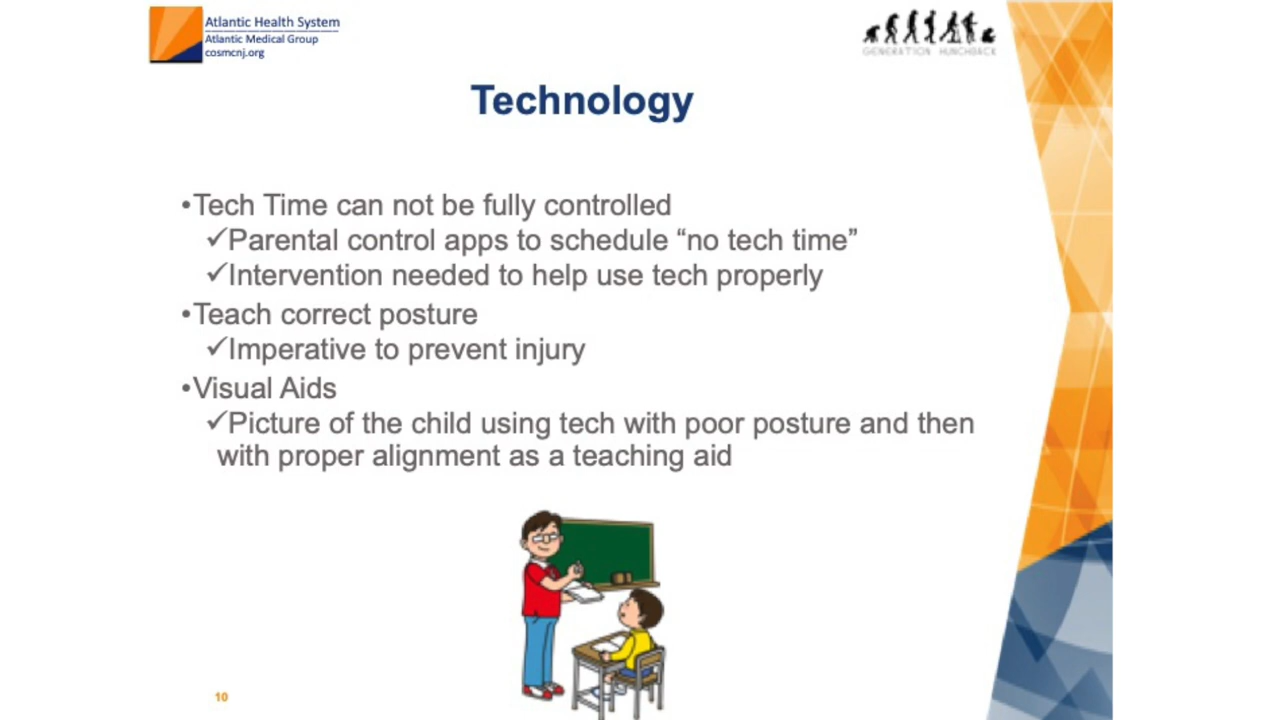 Atlantic Health System
Atlantic Medical Group
cosmcnj.org
GENERATION HUNCHBACK
Technology
•Tech Time can not be fully controlled
✓Parental control apps to schedule “no tech time”
✓Intervention needed to help use tech properly
•Teach correct posture
✓Imperative to prevent injury
•Visual Aids
✓Picture of the child using tech with poor posture and then
with proper alignment as a teaching aid
10